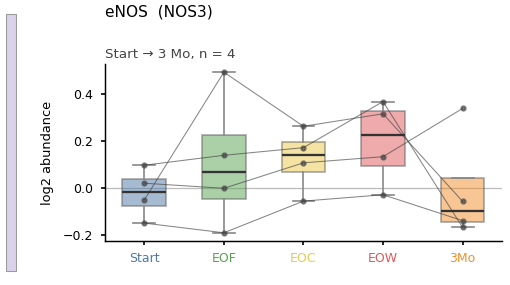 eNOS (NOS3)
Start → 3 Mo, n = 4
log2 abundance
0.4
0.2
0.0
−0.2
Start EOF EOC EOW 3Mo